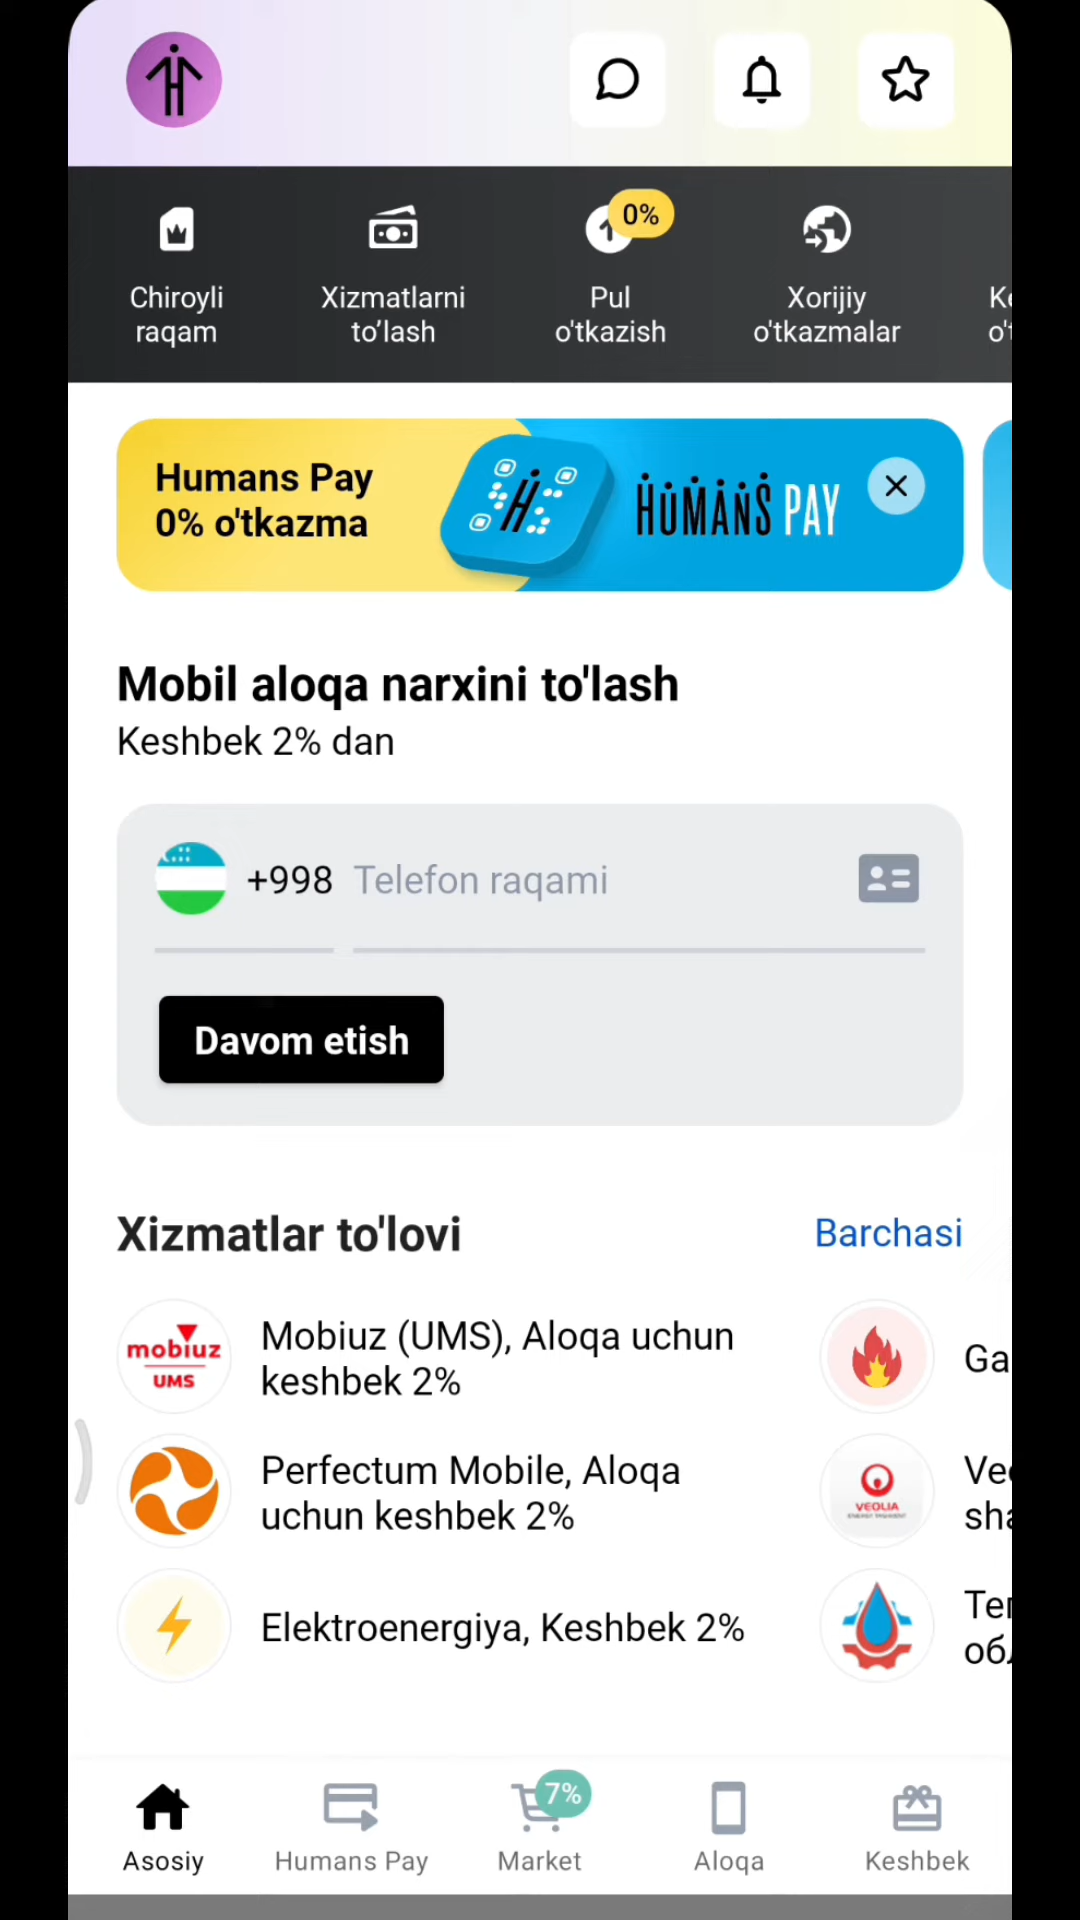 0%
Chiroyli raqam
Xizmatlarni to’lash
Pul o'tkazish
Xorijiy o'tkazmalar
Humans Pay
0% o'tkazma
HUMANS PAY
Mobil aloqa narxini to'lash
Keshbek 2% dan
+998 Telefon raqami
Davom etish
Xizmatlar to'lovi
Barchasi
mobiuz
UMS
Mobiuz (UMS), Aloqa uchun
keshbek 2%
Perfectum Mobile, Aloqa
uchun keshbek 2%
VEOLIA
Elektroenergiya, Keshbek 2%
7%
Asosiy
Humans Pay
Market
Aloqa
Keshbek